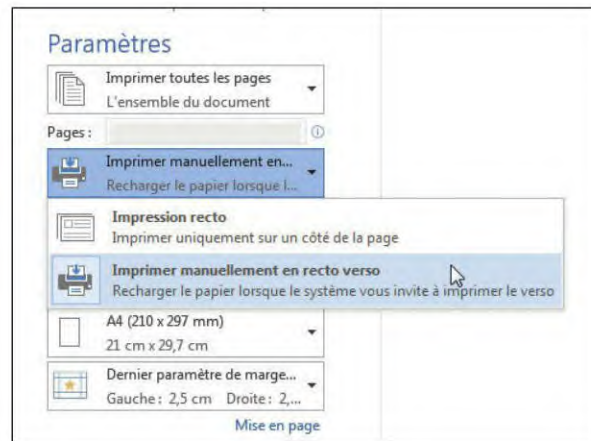 Paramètres
Imprimer toutes les pages
L'ensemble du document
Pages :
Imprimer manuellement en...
Recharger le papier lorsque l...
Impression recto
Imprimer uniquement sur un côté de la page
Imprimer manuellement en recto verso
Recharger le papier lorsque le système vous invite à imprimer le verso
A4 (210 x 297 mm)
21 cm x 29,7 cm
Dernier paramètre de marge...
Gauche : 2,5 cm Droite : 2,...
Mise en page